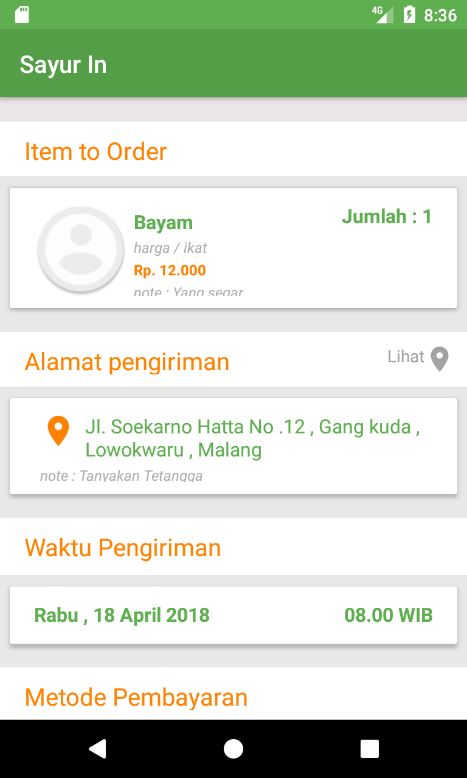 4G 8:36
Sayur In
Item to Order
Bayam
Jumlah : 1
harga / ikat
Rp. 12.000
note : Yang segar
Alamat pengiriman
Lihat
Jl. Soekarno Hatta No .12 , Gang kuda ,
Lowokwaru , Malang
note : Tanyakan Tetangga
Waktu Pengiriman
Rabu , 18 April 2018
08.00 WIB
Metode Pembayaran